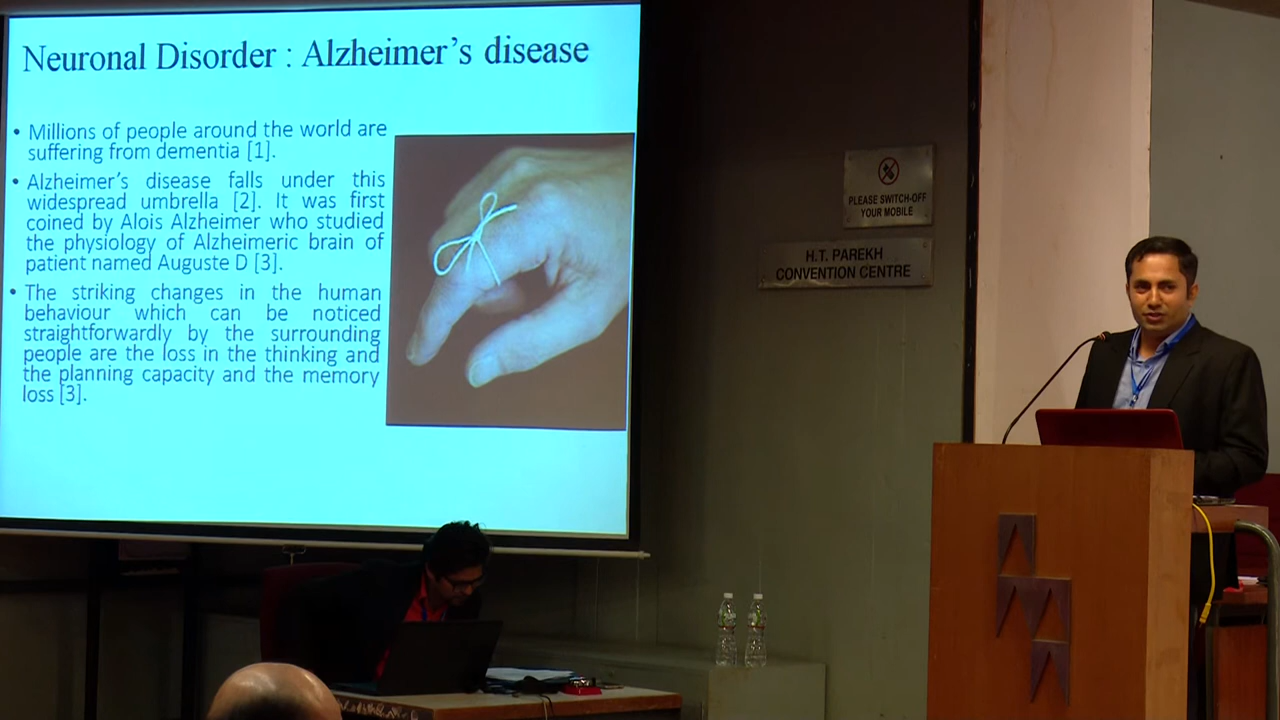 Neuronal Disorder : Alzheimer's disease
• Millions of people around the world are
suffering from dementia [1].
• Alzheimer's disease falls under this
widespread umbrella [2]. It was first
coined by Alois Alzheimer who studied
the physiology of Alzheimeric brain of
patient named Auguste D [3].
• The striking changes in the human
behaviour which can be noticed
straightforwardly by the surrounding
people are the loss in the thinking and
the planning capacity and the memory
loss [3].
PLEASE SWITCH-OFF
YOUR MOBILE
H.T. PAREKH
CONVENTION CENTRE